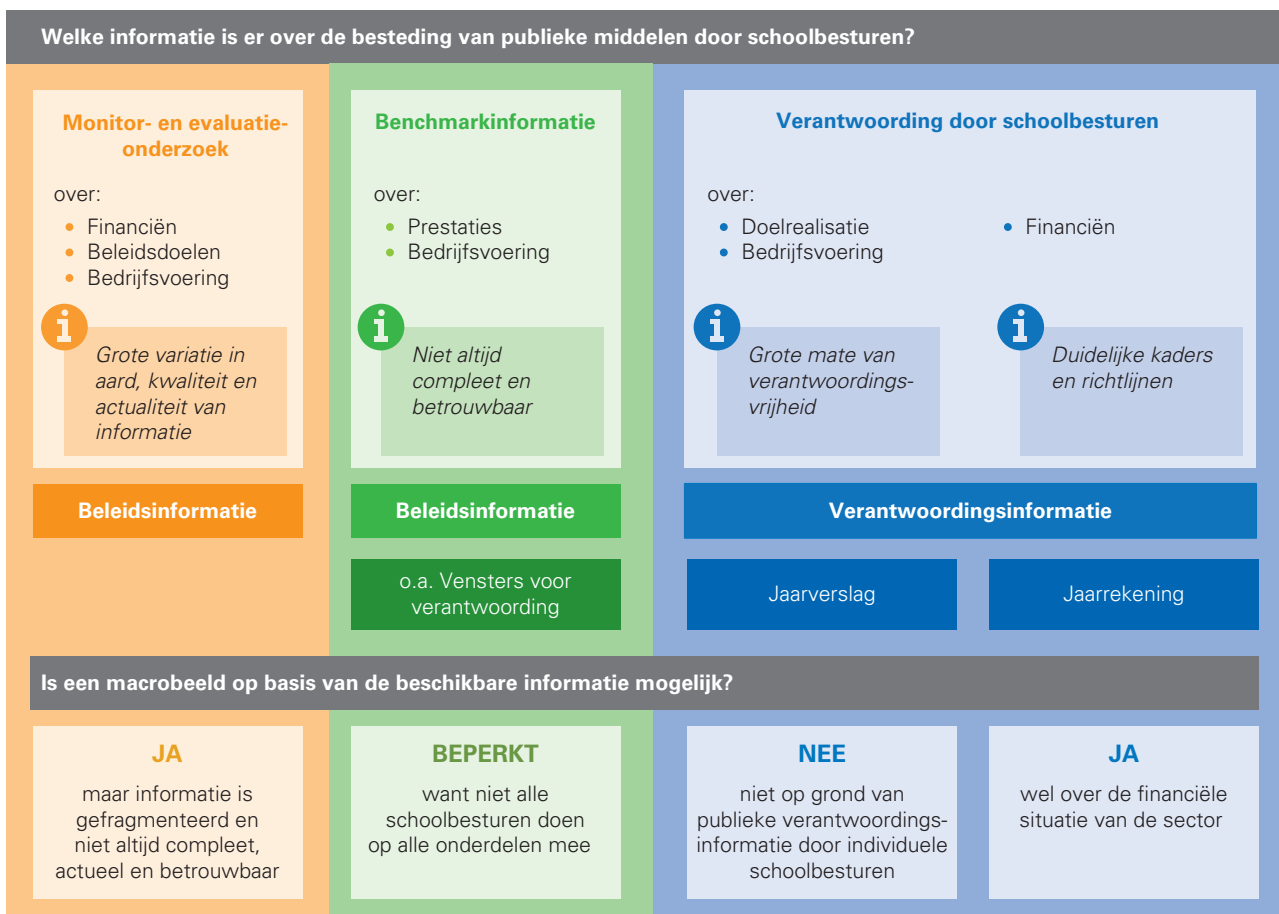 Welke informatie is er over de besteding van publieke middelen door schoolbesturen?
Monitor- en evaluatie-
onderzoek
over:
• Financiën
• Beleidsdoelen
• Bedrijfsvoering
i
Grote variatie in
aard, kwaliteit en
actualiteit van
informatie
Beleidsinformatie
Benchmarkinformatie
over:
• Prestaties
• Bedrijfsvoering
i
Niet altijd
compleet en
betrouwbaar
Beleidsinformatie
o.a. Vensters voor
verantwoording
Verantwoording door schoolbesturen
over:
• Doelrealisatie
• Bedrijfsvoering
i
Grote mate van
verantwoordings-
vrijheid
• Financiën
i
Duidelijke kaders
en richtlijnen
Verantwoordingsinformatie
Jaarverslag
Jaarrekening
Is een macrobeeld op basis van de beschikbare informatie mogelijk?
JA
maar informatie is
gefragmenteerd en
niet altijd compleet,
actueel en betrouwbaar
BEPERKT
want niet alle
schoolbesturen doen
op alle onderdelen mee
NEE
niet op grond van
publieke verantwoordings-
informatie door individuele
schoolbesturen
JA
wel over de financiële
situatie van de sector